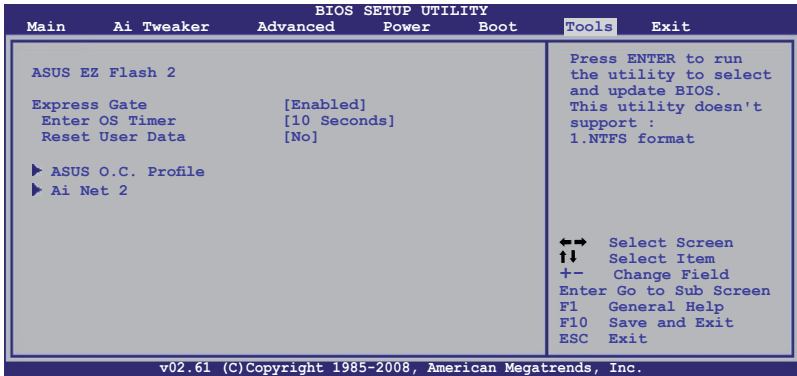 BIOS SETUP UTILITY
Main Ai Tweaker Advanced Power Boot Tools Exit
ASUS EZ Flash 2
Express Gate [Enabled]
Enter OS Timer [10 Seconds]
Reset User Data [No]
ASUS O.C. Profile
Ai Net 2
Press ENTER to run
the utility to select
and update BIOS.
This utility doesn't
support :
1.NTFS format
←→ Select Screen
↑↓ Select Item
+- Change Field
Enter Go to Sub Screen
F1 General Help
F10 Save and Exit
ESC Exit
v02.61 (C)Copyright 1985-2008, American Megatrends, Inc.